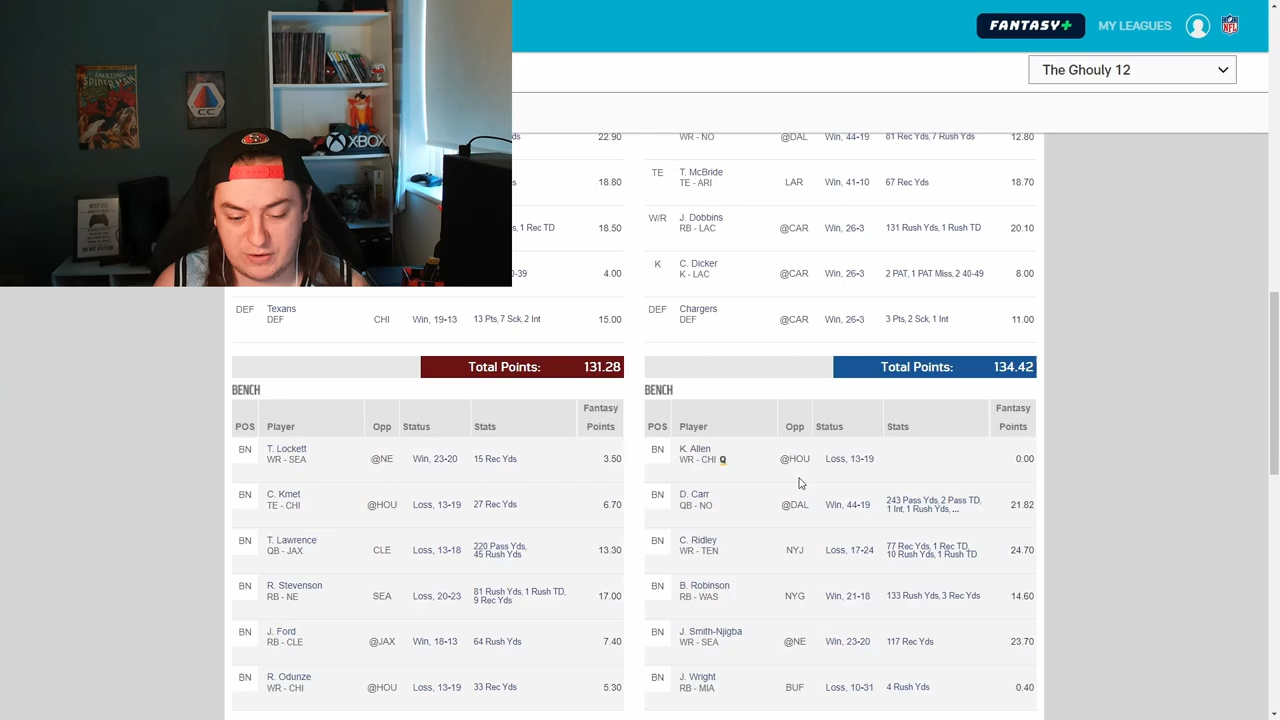 FANTASY+
MY LEAGUES
The Ghouly 12
AMAZING
SPIDER-MAN
CC
XBOX
KEEP OUT
22.90
WR - NO @DAL Win, 44-19 81 Rec Yds, 7 Rush Yds 12.80
18.80
TE T. McBride
TE - ARI LAR Win, 41-10 67 Rec Yds 18.70
, 1 Rec TD 18.50
W/R J. Dobbins
RB - LAC @CAR Win, 26-3 131 Rush Yds, 1 Rush TD 20.10
0-39 4.00
K C. Dicker
K - LAC @CAR Win, 26-3 2 PAT, 1 PAT Miss, 2 40-49 8.00
DEF Texans
DEF CHI Win, 19-13 13 Pts, 7 Sck, 2 Int 15.00
DEF Chargers
DEF @CAR Win, 26-3 3 Pts, 2 Sck, 1 Int 11.00
Total Points: 131.28
Total Points: 134.42
BENCH
POS Player Opp Status Stats Fantasy
Points
BN T. Lockett
WR - SEA @NE Win, 23-20 15 Rec Yds 3.50
BN C. Kmet
TE - CHI @HOU Loss, 13-19 27 Rec Yds 6.70
BN T. Lawrence
QB - JAX CLE Loss, 13-18 220 Pass Yds,
45 Rush Yds 13.30
BN R. Stevenson
RB - NE SEA Loss, 20-23 81 Rush Yds, 1 Rush TD,
9 Rec Yds 17.00
BN J. Ford
RB - CLE @JAX Win, 18-13 64 Rush Yds 7.40
BN R. Odunze
WR - CHI @HOU Loss, 13-19 33 Rec Yds 5.30
BENCH
POS Player Opp Status Stats Fantasy
Points
BN K. Allen
WR - CHI Q @HOU Loss, 13-19 0.00
BN D. Carr
QB - NO @DAL Win, 44-19 243 Pass Yds, 2 Pass TD,
1 Int, 1 Rush Yds, ... 21.82
BN C. Ridley
WR - TEN NYJ Loss, 17-24 77 Rec Yds, 1 Rec TD,
10 Rush Yds, 1 Rush TD 24.70
BN B. Robinson
RB - WAS NYG Win, 21-18 133 Rush Yds, 3 Rec Yds 14.60
BN J. Smith-Njigba
WR - SEA @NE Win, 23-20 117 Rec Yds 23.70
BN J. Wright
RB - MIA BUF Loss, 10-31 4 Rush Yds 0.40